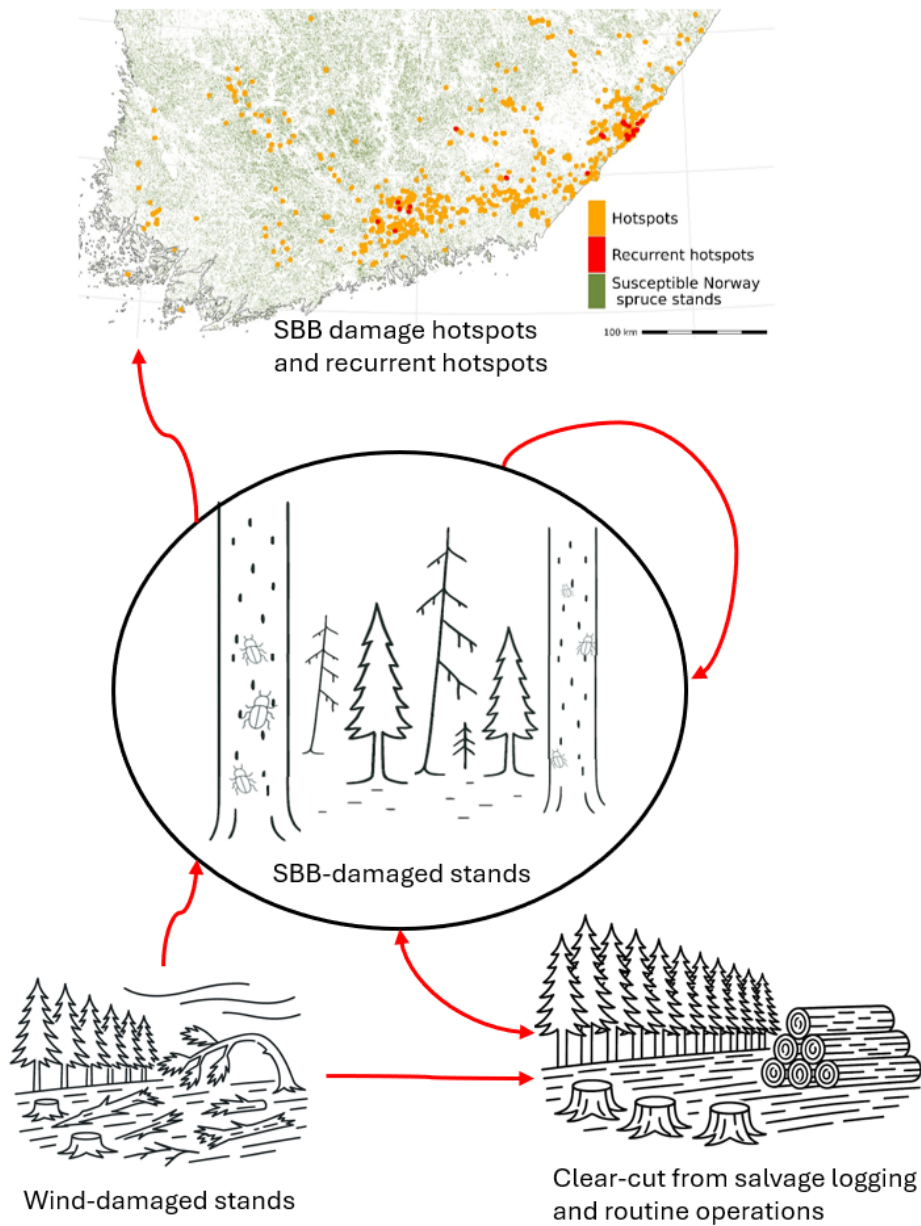 Hotspots
Recurrent hotspots
Susceptible Norway
spruce stands
100 km
SBB damage hotspots
and recurrent hotspots
SBB-damaged stands
Wind-damaged stands
Clear-cut from salvage logging
and routine operations